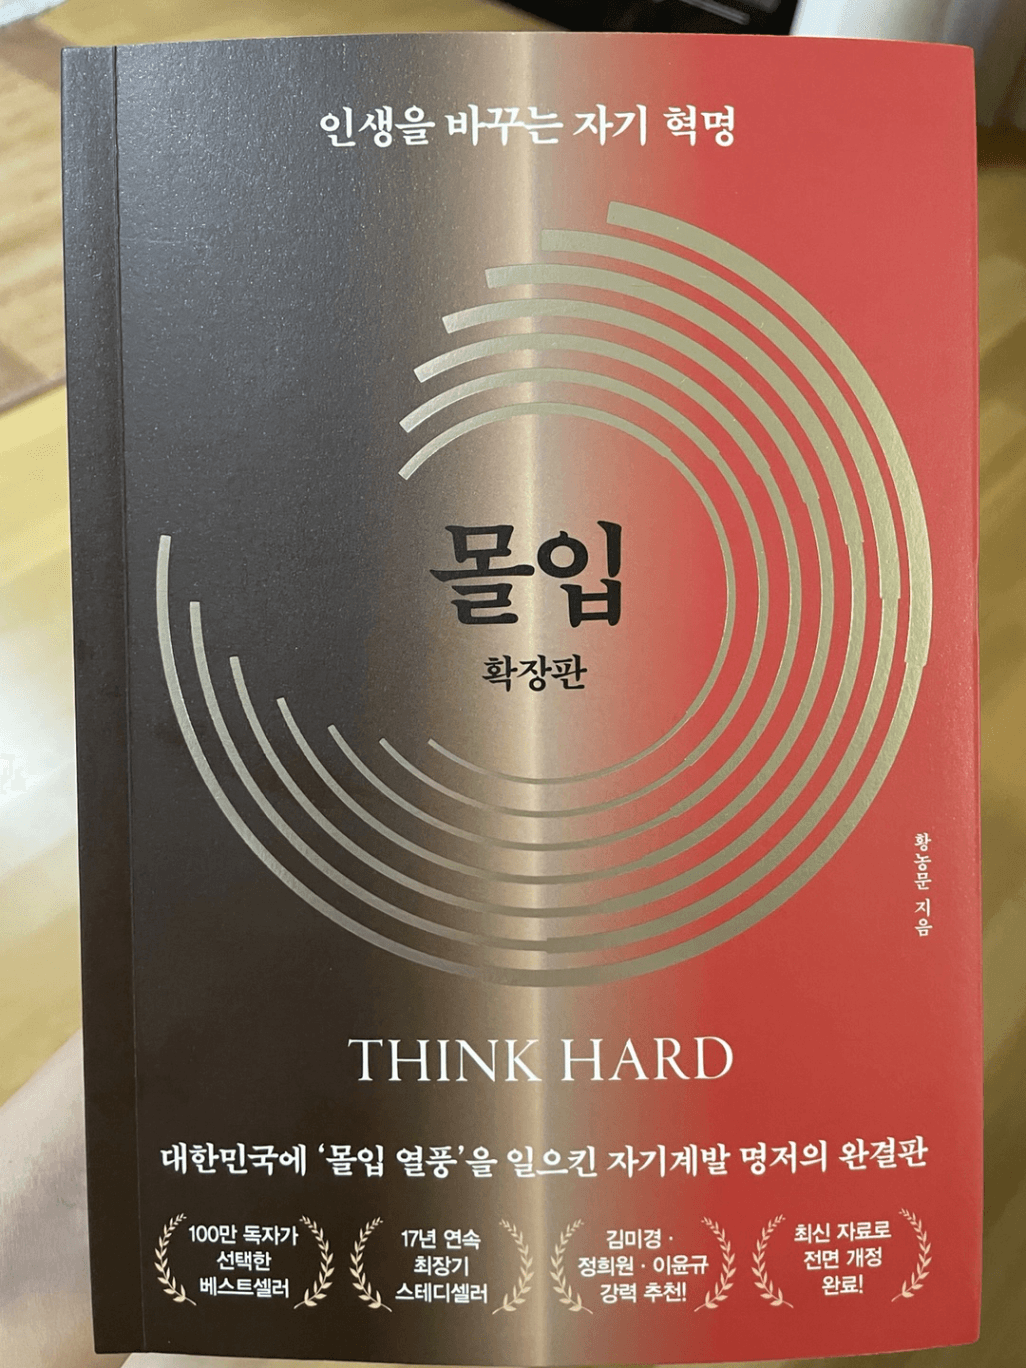 인생을 바꾸는 자기 혁명
몰입
확장판
황농문 지음
THINK HARD
대한민국에 ‘몰입 열풍’을 일으킨 자기계발 명저의 완결판
100만 독자가
선택한
베스트셀러
17년 연속
최장기
스테디셀러
김미경 ·
정희원 · 이윤규
강력 추천!
최신 자료로
전면 개정
완료!